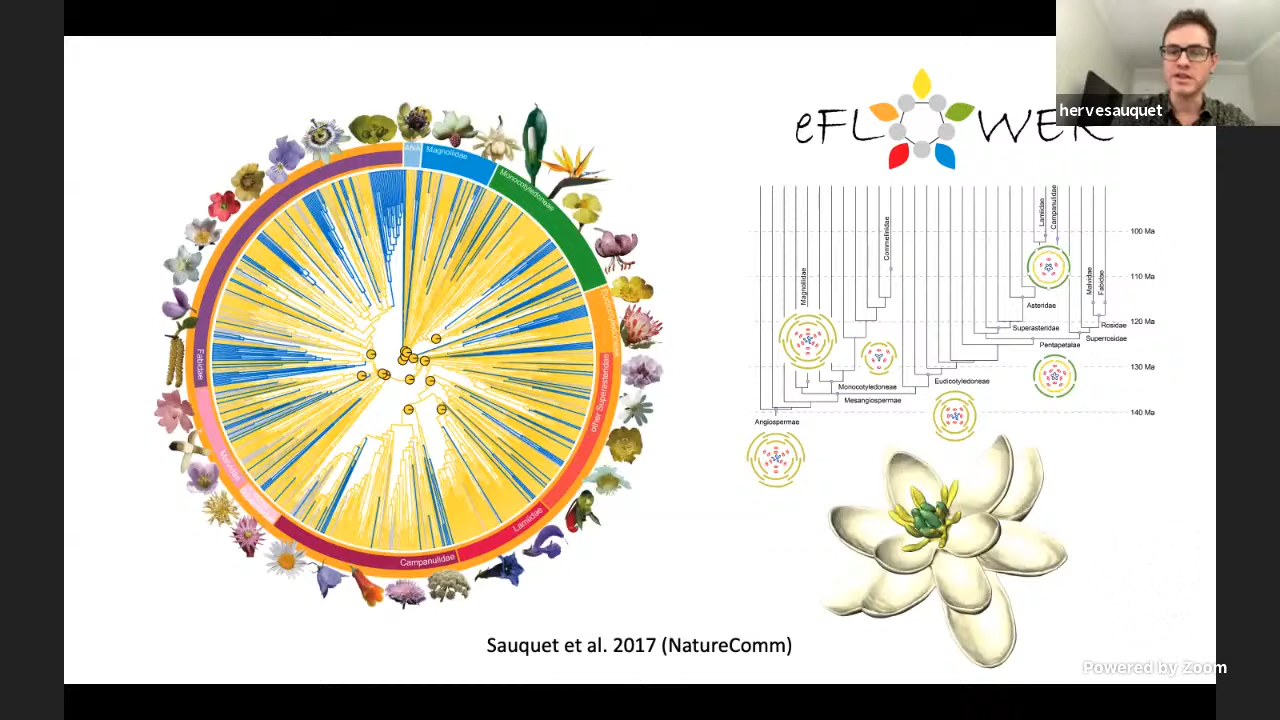 hervesauquet
eFLOWER
ANA
Magnoliidae
Monocotyledoneae
other Superasteridae
Lamiidae
Campanulidae
Malvidae
Fabidae
Magnoliidae
Commelinidae
Lamiidae
Campanulidae
Malvidae
Fabidae
100 Ma
110 Ma
Asteridae
120 Ma
Rosidae
Superasteridae
Superrosidae
Pentapetalae
130 Ma
Eudicotyledoneae
Monocotyledoneae
Mesangiospermae
140 Ma
Angiospermae
Sauquet et al. 2017 (NatureComm)
Powered by Zoom